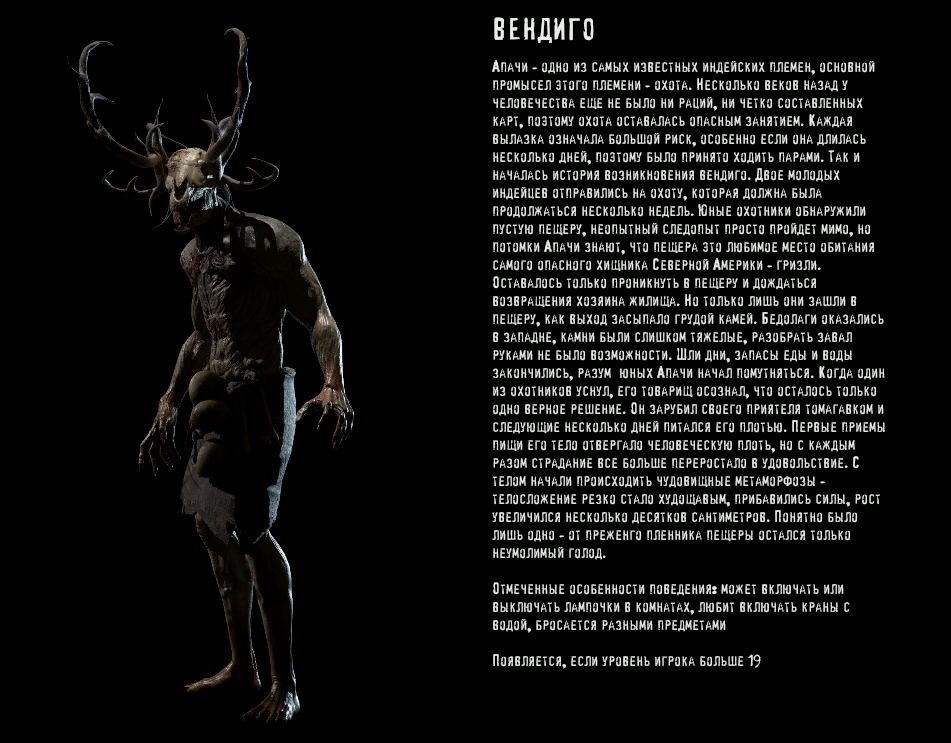 Вендиго
Апачи - одно из самых известных индейских племен, основной
промысел этого племени - охота. Несколько веков назад у
человечества еще не было ни раций, ни четко составленных
карт, поэтому охота оставалась опасным занятием. Каждая
вылазка означала большой риск, особенно если она длилась
несколько дней, поэтому было принято ходить парами. Так и
началась история возникновения вендиго. Двое молодых
индейцев отправились на охоту, которая должна была
продолжаться несколько недель. Юные охотники обнаружили
пустую пещеру, неопытный следопыт просто пройдет мимо, но
потомки Апачи знают, что пещера это любимое место обитания
самого опасного хищника Северной Америки - гризли.
Оставалось только проникнуть в пещеру и дождаться
возвращения хозяина жилища. Но только лишь они зашли в
пещеру, как выход засыпало грудой камей. Бедолаги оказались
в западне, камни были слишком тяжелые, разобрать завал
руками не было возможности. Шли дни, запасы еды и воды
закончились, разум юных Апачи начал помутняться. Когда один
из охотников уснул, его товарищ осознал, что осталось только
одно верное решение. Он зарубил своего приятеля томагавком и
следующие несколько дней питался его плотью. Первые приемы
пищи его тело отвергало человеческую плоть, но с каждым
разом страдание все больше переростало в удовольствие. С
телом начали происходить чудовищные метаморфозы -
телосложение резко стало худощавым, прибавились силы, рост
увеличился несколько десятков сантиметров. Понятно было
лишь одно - от преженго пленника пещеры остался только
неумолимый голод.
Отмеченные особенности поведения: может включать или
выключать лампочки в комнатах, любит включать краны с
водой, бросается разными предметами
Появляется, если уровень игрока больше 19